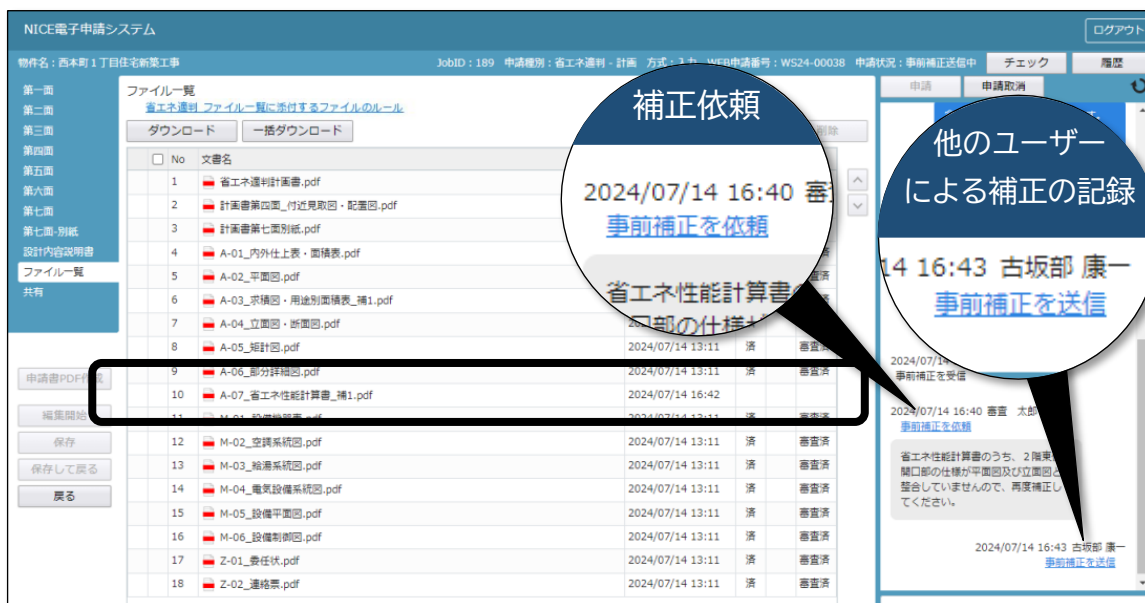 NICE電子申請システム
ログアウト
物件名：西本町１丁目住宅新築工事
JobID：189 申請種別：省エネ適判 - 計画 方式：入力 WEB申請番号：WS24-00038 申請状況：事前補正送信中
チェック
履歴
第一面
第二面
第三面
第四面
第五面
第六面
第七面
第七面-別紙
設計内容説明書
ファイル一覧
共有
申請書PDF作成
編集開始
保存
保存して戻る
戻る
ファイル一覧
省エネ適判 ファイル一覧に添付するファイルのルール
ダウンロード 一括ダウンロード 削除
No 文書名
1 省エネ適判計画書.pdf
2 計画書第四面_付近見取図・配置図.pdf
3 計画書第七面別紙.pdf
4 A-01_内外仕上表・面積表.pdf
5 A-02_平面図.pdf
6 A-03_求積図・用途別面積表_補1.pdf
7 A-04_立面図・断面図.pdf
8 A-05_矩計図.pdf 2024/07/14 13:11 済 審査済
9 A-06_部分詳細図.pdf 2024/07/14 13:11 済 審査済
10 A-07_省エネ性能計算書_補1.pdf 2024/07/14 16:42
11 M-01_設備機器表.pdf 2024/07/14 13:11 済 審査済
12 M-02_空調系統図.pdf 2024/07/14 13:11 済 審査済
13 M-03_給湯系統図.pdf 2024/07/14 13:11 済 審査済
14 M-04_電気設備系統図.pdf 2024/07/14 13:11 済 審査済
15 M-05_設備平面図.pdf 2024/07/14 13:11 済 審査済
16 M-06_設備制御図.pdf 2024/07/14 13:11 済 審査済
17 Z-01_委任状.pdf 2024/07/14 13:11 済 審査済
18 Z-02_連絡票.pdf 2024/07/14 13:11 済 審査済
補正依頼
2024/07/14 16:40 審
事前補正を依頼
省エネ性能計算書の
口部の仕様が
申請 申請取消
他のユーザー
による補正の記録
14 16:43 古坂部 康一
事前補正を送信
2024/07/14
事前補正を受信
2024/07/14 16:40 審査 太郎
事前補正を依頼
省エネ性能計算書のうち、２階東
開口部の仕様が平面図及び立面図と
整合していませんので、再度補正し
てください。
2024/07/14 16:43 古坂部 康一
事前補正を送信